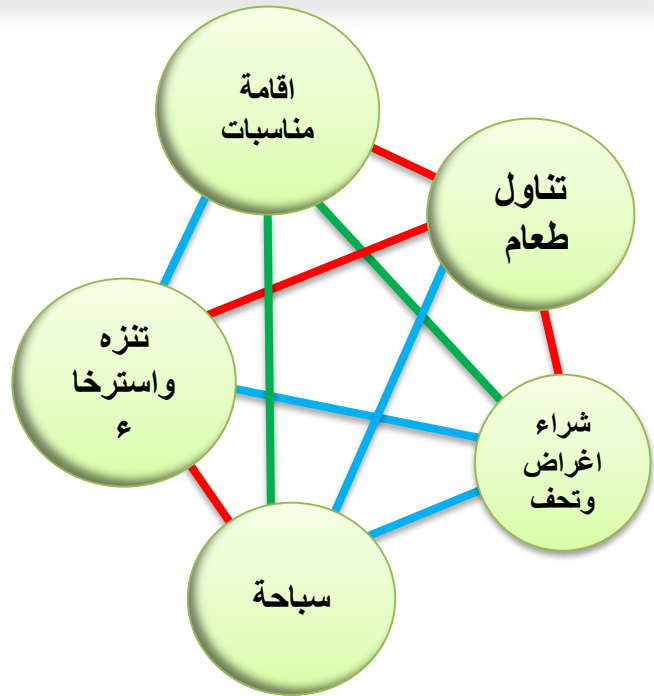 اقامة
مناسبات
تناول
طعام
تنزه
واسترخا
ء
شراء
اغراض
وتحف
سباحة